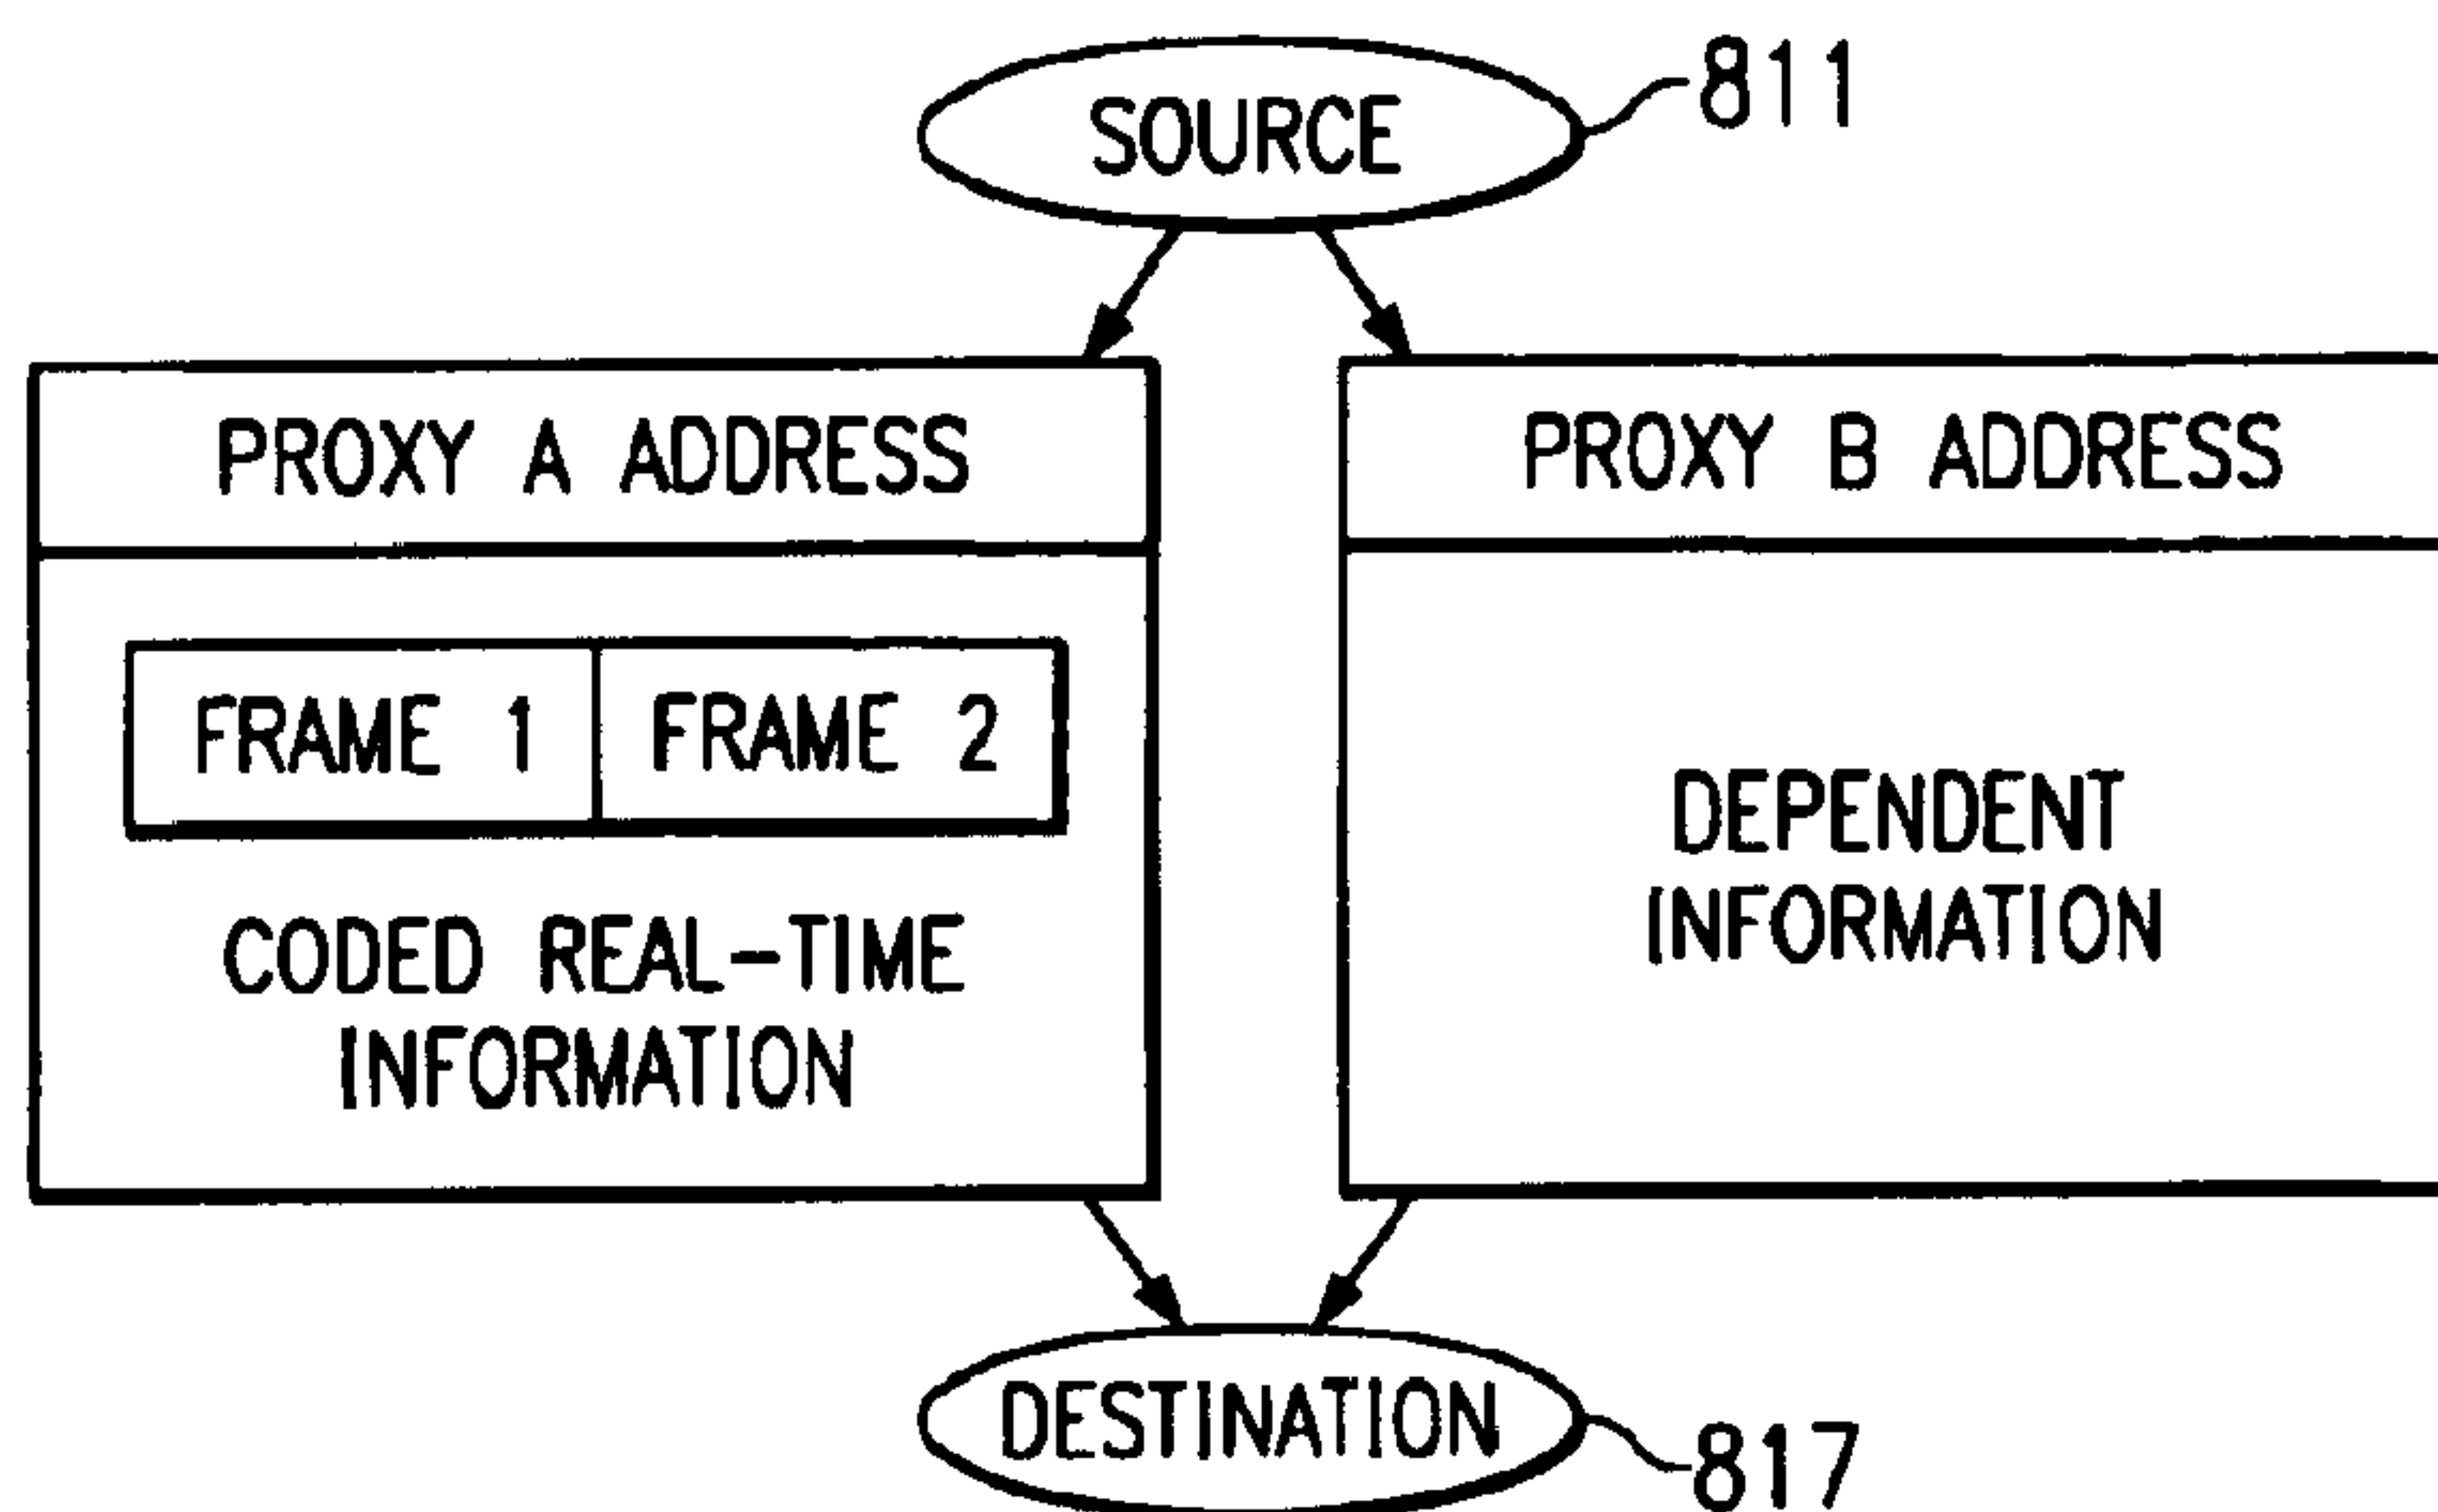 SOURCE
811
PROXY A ADDRESS
FRAME 1
FRAME 2
CODED REAL-TIME
INFORMATION
PROXY B ADDRESS
DEPENDENT
INFORMATION
DESTINATION
817